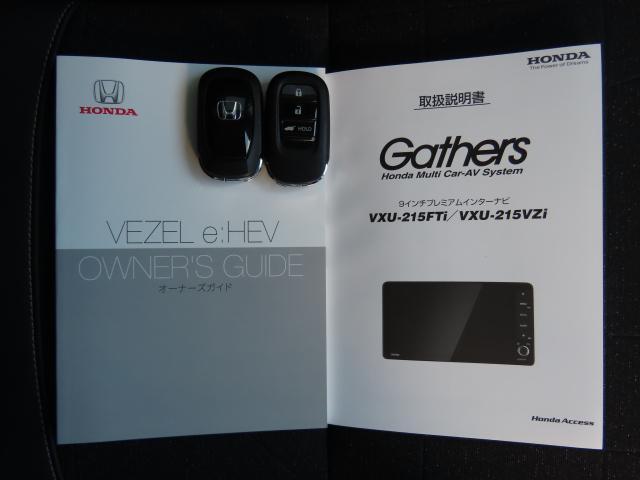 HONDA
VEZEL e:HEV
OWNER'S GUIDE
オーナーズガイド
HOLD
HONDA
The Power of Dreams
取扱説明書
Gathers
Honda Multi Car-AV System
9インチプレミアムインターナビ
VXU-215FTi/VXU-215VZi
Honda Access